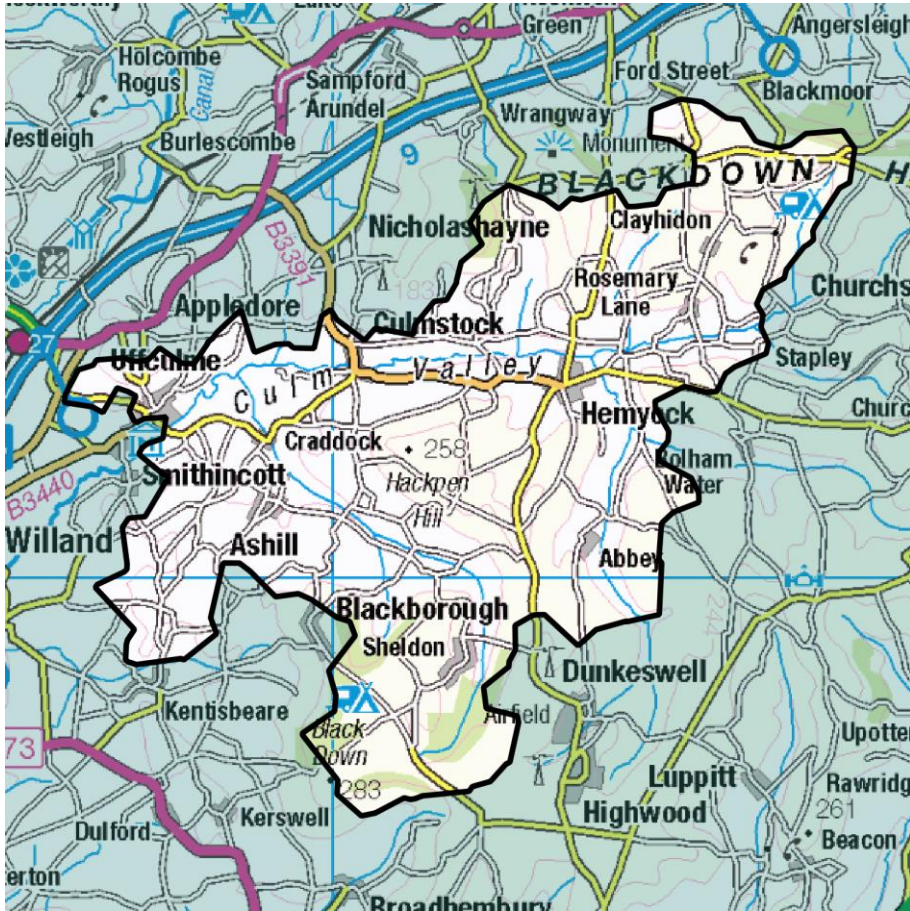 Green
Angersleigh
Holcombe
Rogus
Canal
Sampford
Arundel
Ford Street
Blackmoor
Wrangway
Westleigh
Burlescombe
9
Monument
BLACKDOWN
H
B3391
Nicholashayne
Clayhidon
183
Rosemary
Lane
Churchs
Appledore
Culmstock
27
Uffculme
Culm Valley
Stapley
Hemyock
Church
Craddock
258
Bolham
Water
Smithincott
Hackpen
Hill
B3440
Willand
Ashill
Abbey
Blackborough
244
Sheldon
Dunkeswell
Kentisbeare
Airfield
Black
Down
73
Upotter
283
Luppitt
Rawridg
Highwood
261
Dulford
Kerswell
Beacon
erton
Broadhembury